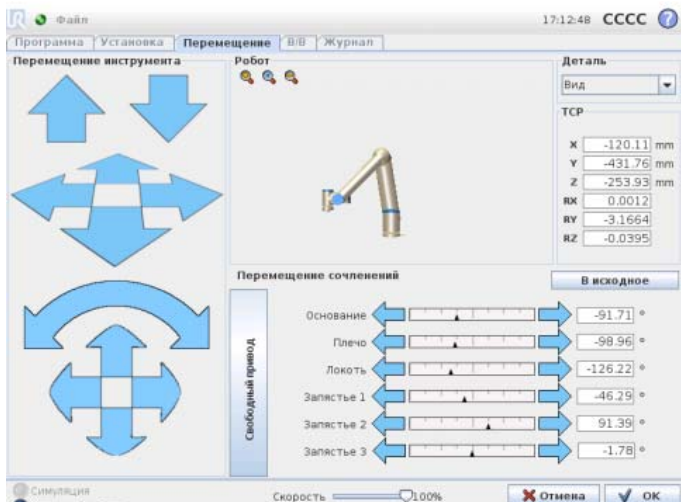 Файл 17:12:48 CCCC ?
Программа Установка Перемещение В/В Журнал
Перемещение инструмента
Робот
Деталь
Вид
TCP
X -120.11 mm
Y -431.76 mm
Z -253.93 mm
RX 0.0012
RY -3.1664
RZ -0.0395
Перемещение сочленений
В исходное
Свободный привод
Основание -91.71 °
Плечо -98.96 °
Локоть -126.22 °
Запястье 1 -46.29 °
Запястье 2 91.39 °
Запястье 3 -1.78 °
Симуляция
Скорость 100% Отмена OK